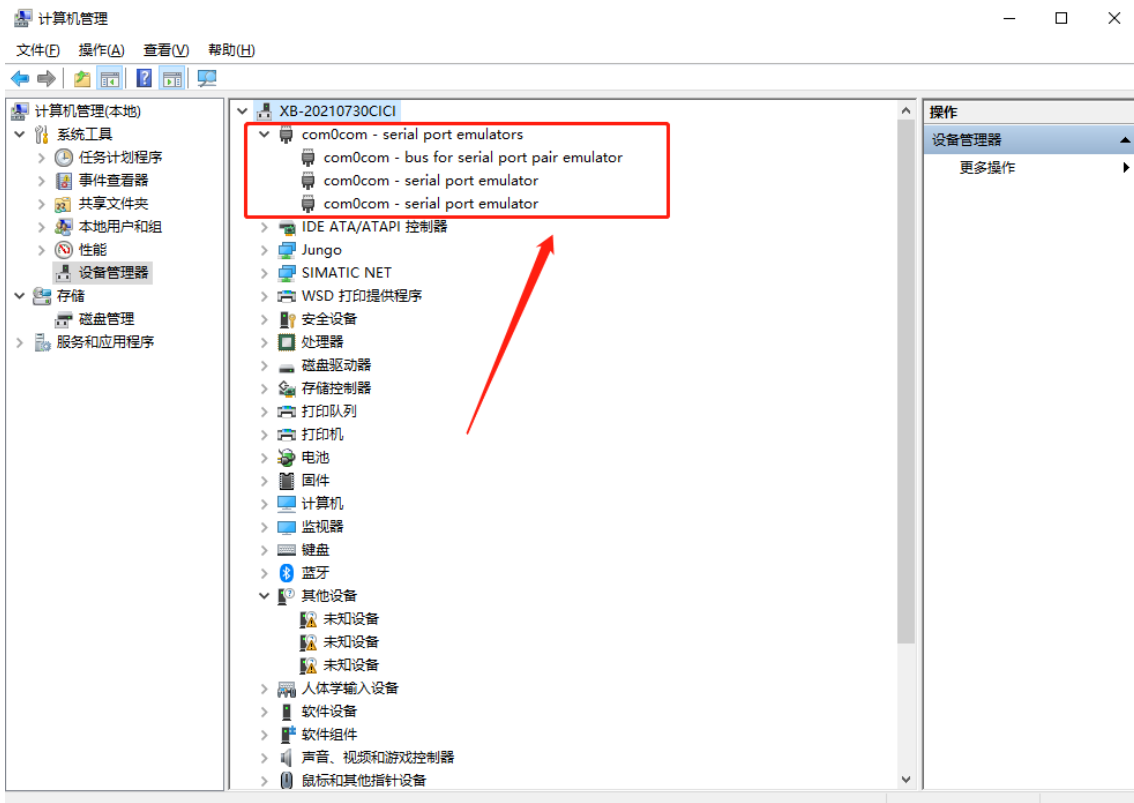 计算机管理
文件(F) 操作(A) 查看(V) 帮助(H)
计算机管理(本地)
系统工具
任务计划程序
事件查看器
共享文件夹
本地用户和组
性能
设备管理器
存储
磁盘管理
服务和应用程序
XB-20210730CICI
com0com - serial port emulators
com0com - bus for serial port pair emulator
com0com - serial port emulator
com0com - serial port emulator
IDE ATA/ATAPI 控制器
Jungo
SIMATIC NET
WSD 打印提供程序
安全设备
处理器
磁盘驱动器
存储控制器
打印队列
打印机
电池
固件
计算机
监视器
键盘
蓝牙
其他设备
未知设备
未知设备
未知设备
人体学输入设备
软件设备
软件组件
声音、视频和游戏控制器
鼠标和其他指针设备
操作
设备管理器
更多操作